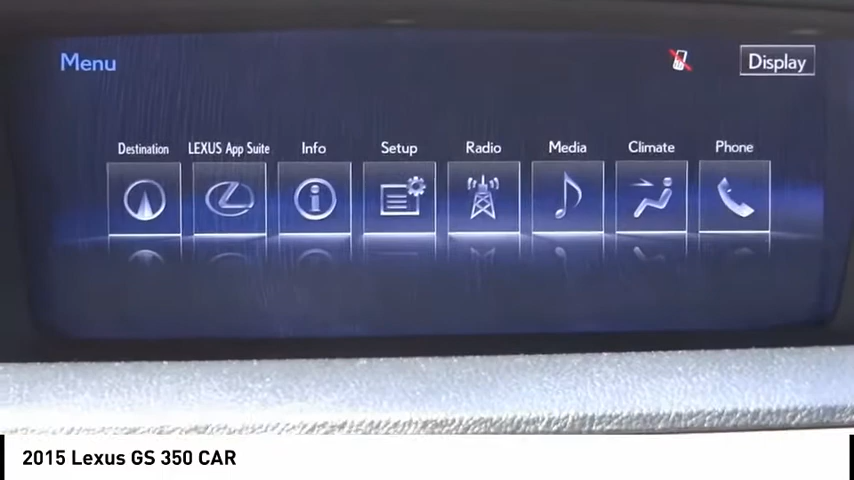 Menu
Display
Destination LEXUS App Suite Info Setup Radio Media Climate Phone
2015 Lexus GS 350 CAR